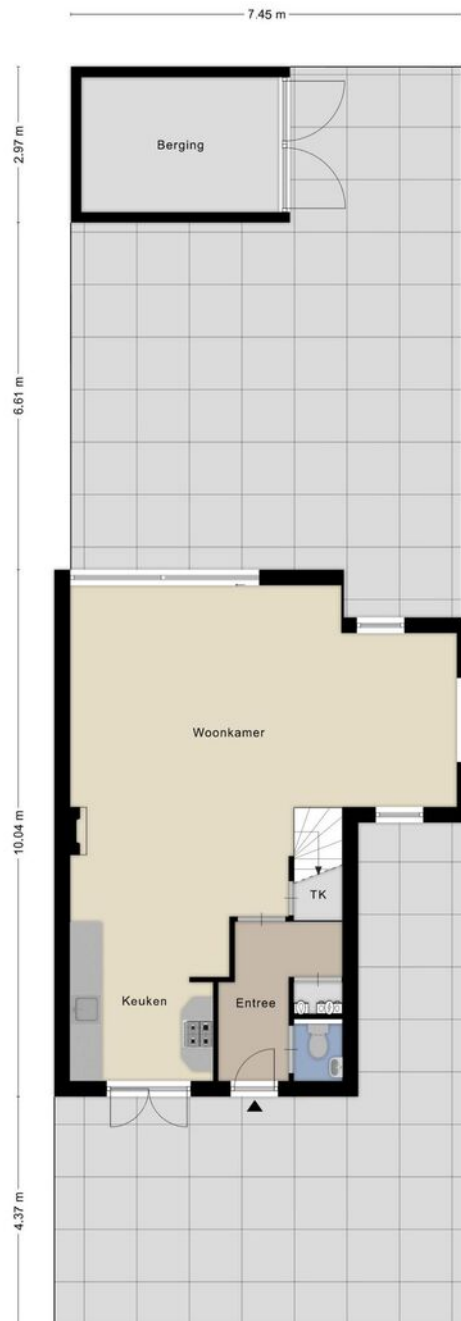 7.45 m
2.97 m
Berging
6.61 m
Woonkamer
10.04 m
TK
Keuken
Entree
4.37 m